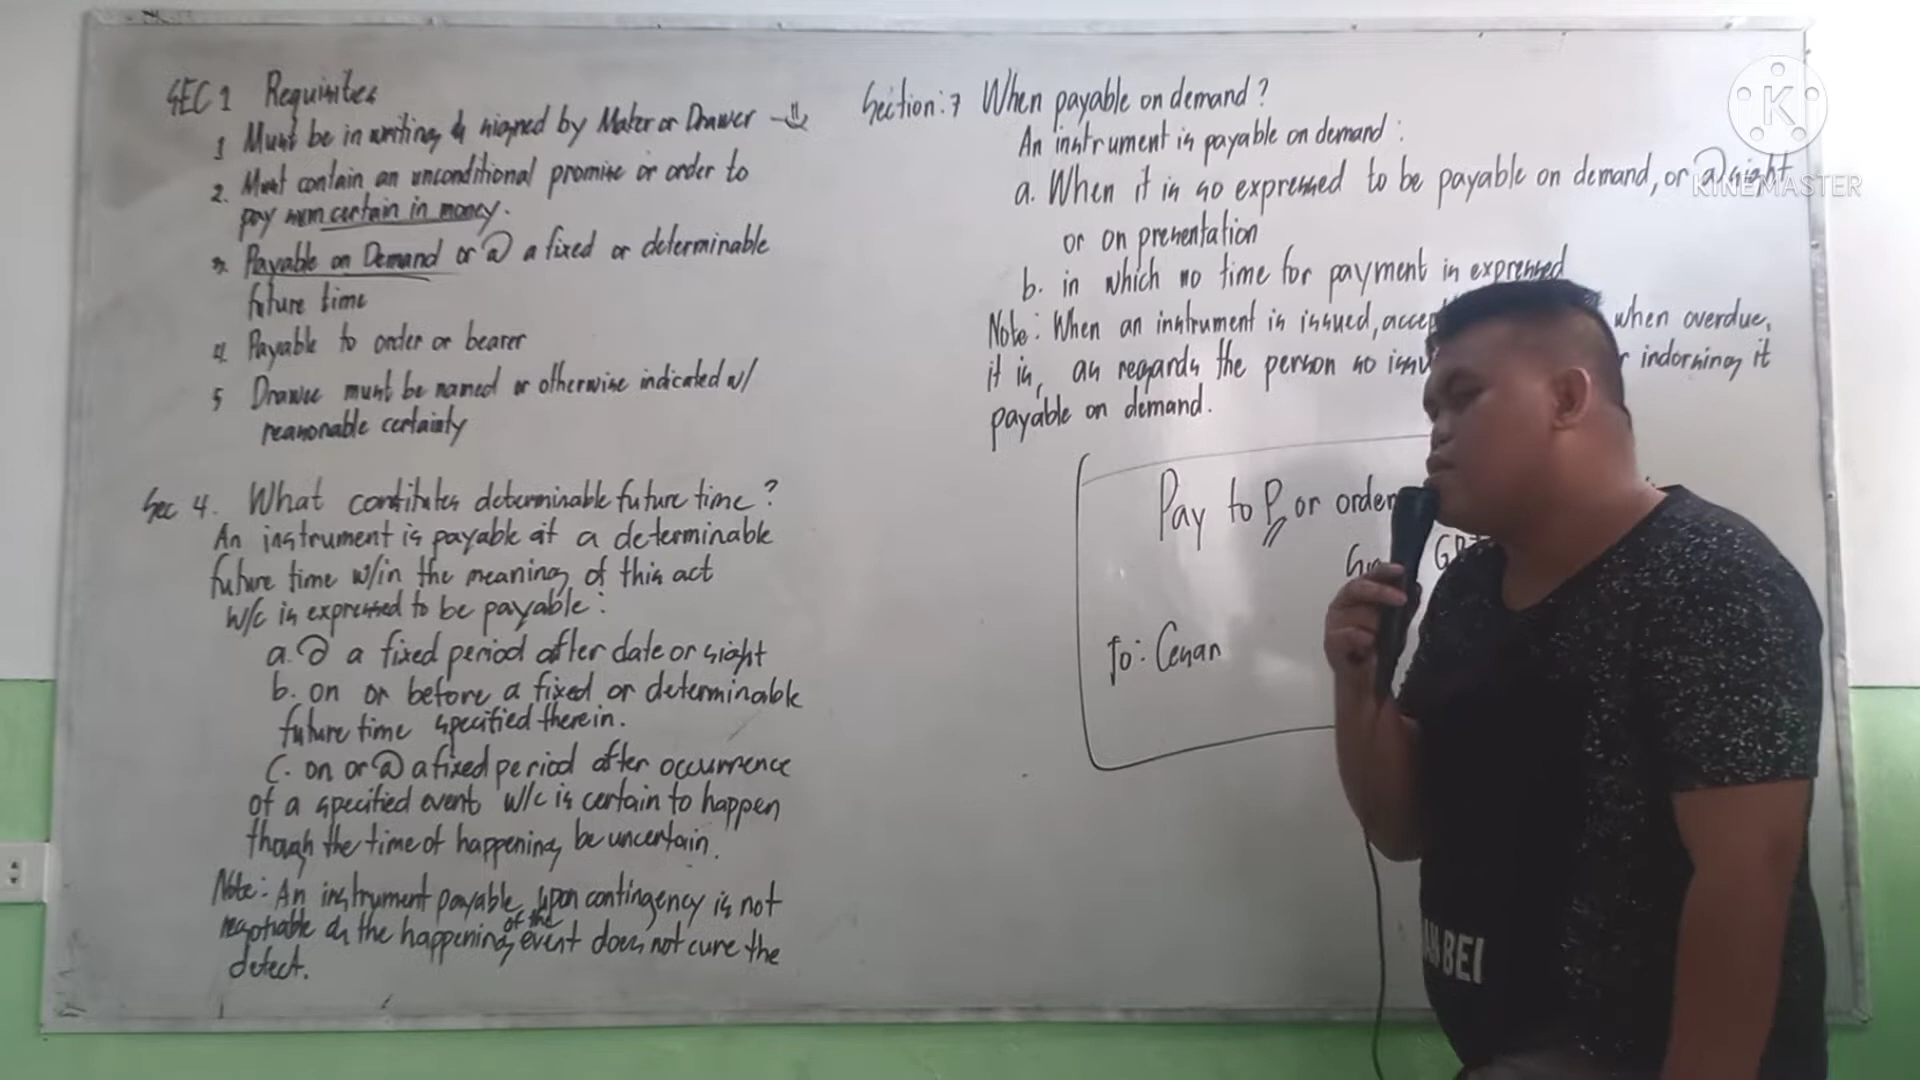 SEC 1 Requisites
1 Must be in writing & signed by Maker or Drawer
2. Must contain an unconditional promise or order to
pay sum certain in money.
3. Payable on Demand or @ a fixed or determinable
future time
4. Payable to order or bearer
5 Drawee must be named or otherwise indicated w/
reasonable certainty
Sec 4. What constitutes determinable future time?
An instrument is payable at a determinable
future time w/in the meaning of this act
w/c is expressed to be payable:
a. @ a fixed period after date or sight
b. on or before a fixed or determinable
future time specified therein.
c. on or @ a fixed period after occurrence
of a specified event w/c is certain to happen
though the time of happening be uncertain.
Note: An instrument payable upon contingency is not
negotiable & the happening of the event does not cure the
defect.
Section: 7 When payable on demand?
An instrument is payable on demand:
a. When it is so expressed to be payable on demand, or @ sight
or on presentation
b. in which no time for payment is expressed
Note: When an instrument is issued, when overdue,
it is, as regards the person so indorsing it
payable on demand.
Pay to P or order
To: Cesar
K
KINEMASTER
BEI